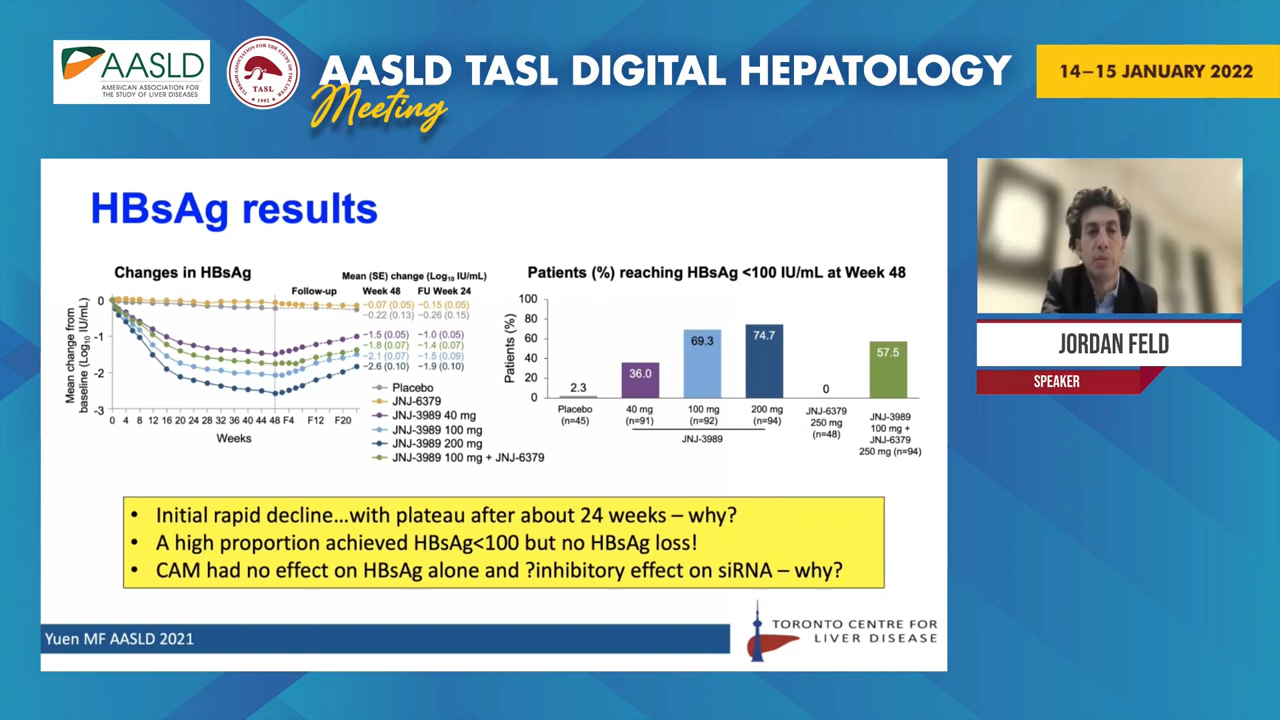 AASLD
AMERICAN ASSOCIATION FOR
THE STUDY OF LIVER DISEASES
TURKISH ASSOCIATION FOR THE STUDY OF THE LIVER
TASL
1992
AASLD TASL DIGITAL HEPATOLOGY
Meeting
14–15 JANUARY 2022
HBsAg results
Changes in HBsAg
Mean (SE) change (Log10 IU/mL)
Follow-up Week 48 FU Week 24
−0.07 (0.05) −0.15 (0.05)
−0.22 (0.13) −0.26 (0.15)
−1.5 (0.05) −1.0 (0.05)
−1.8 (0.07) −1.4 (0.07)
−2.1 (0.07) −1.5 (0.09)
−2.6 (0.10) −1.9 (0.10)
Mean change from
baseline (Log10 IU/mL)
0
-1
-2
-3
0 4 8 12 16 20 24 28 32 36 40 44 48 F4 F12 F20
Weeks
Placebo
JNJ-6379
JNJ-3989 40 mg
JNJ-3989 100 mg
JNJ-3989 200 mg
JNJ-3989 100 mg + JNJ-6379
Patients (%) reaching HBsAg <100 IU/mL at Week 48
Patients (%)
100
80
60
40
20
0
2.3
36.0
69.3
74.7
0
57.5
Placebo
(n=45)
40 mg
(n=91)
100 mg
(n=92)
200 mg
(n=94)
JNJ-3989
JNJ-6379
250 mg
(n=48)
JNJ-3989
100 mg +
JNJ-6379
250 mg (n=94)
• Initial rapid decline…with plateau after about 24 weeks – why?
• A high proportion achieved HBsAg<100 but no HBsAg loss!
• CAM had no effect on HBsAg alone and ?inhibitory effect on siRNA – why?
Yuen MF AASLD 2021
TORONTO CENTRE FOR
LIVER DISEASE
JORDAN FELD
SPEAKER